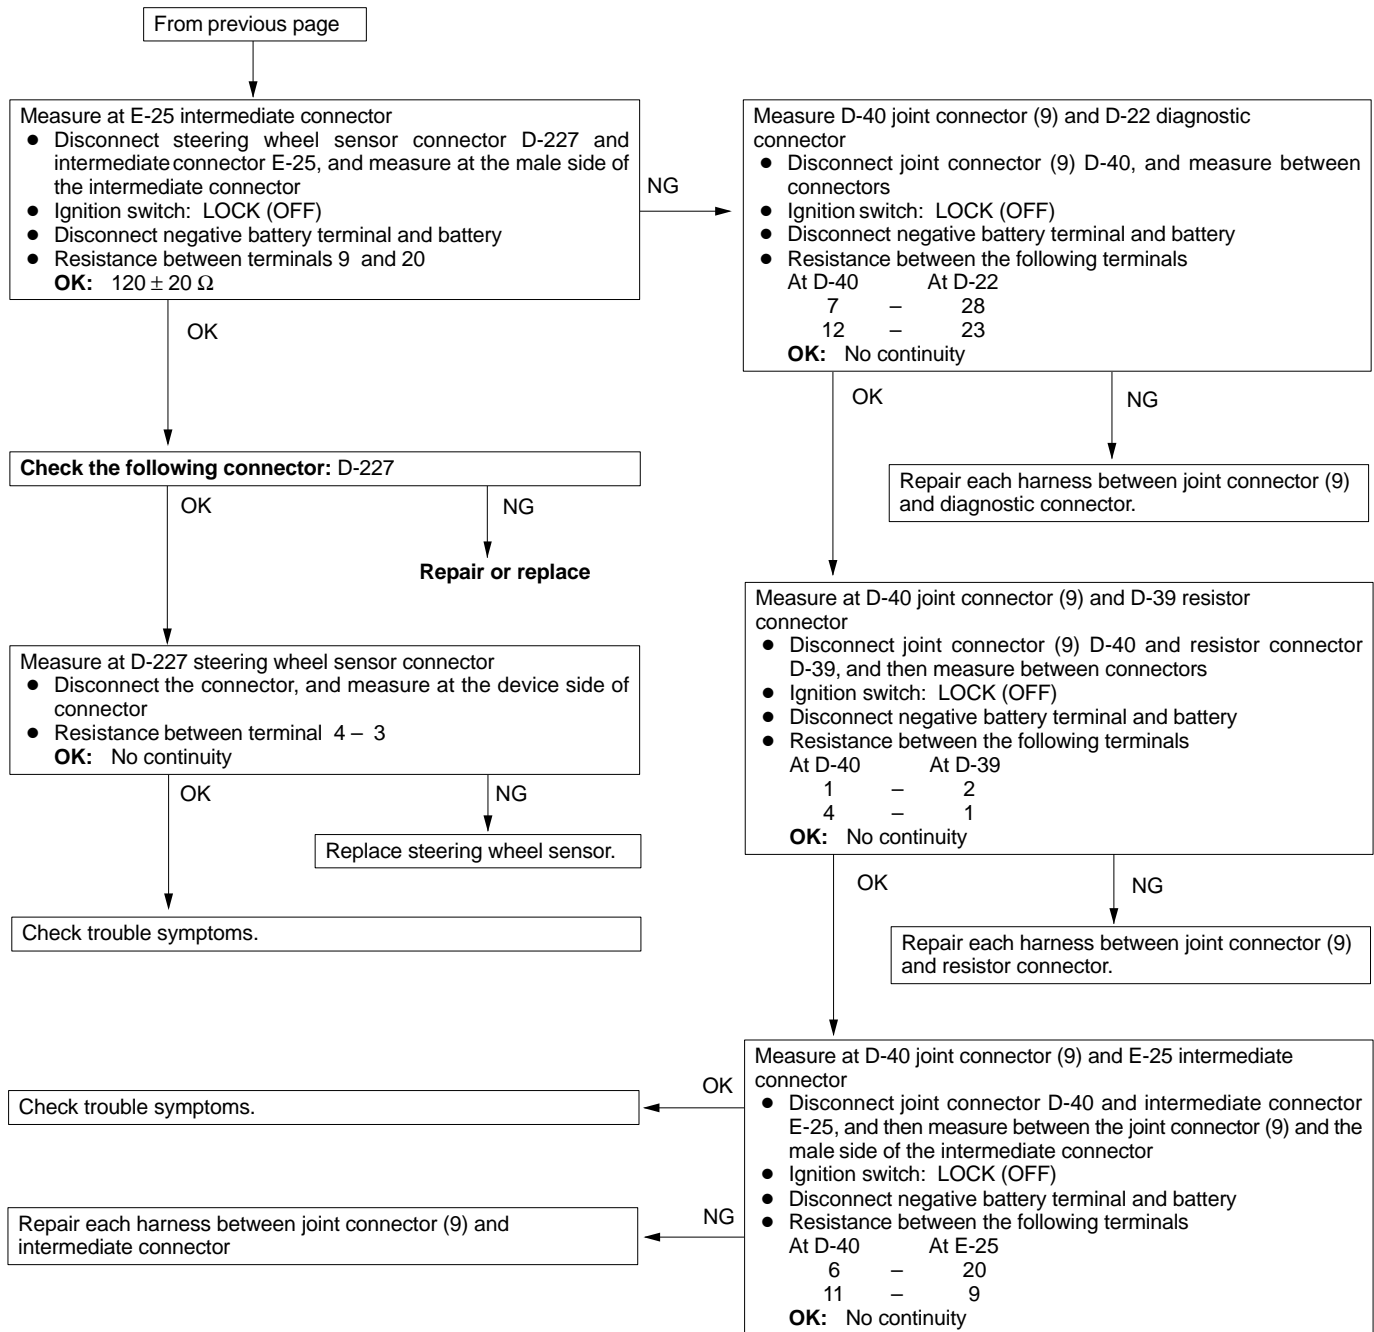 From previous page
Measure at E-25 intermediate connector
● Disconnect steering wheel sensor connector D-227 and
intermediate connector E-25, and measure at the male side of
the intermediate connector
● Ignition switch: LOCK (OFF)
● Disconnect negative battery terminal and battery
● Resistance between terminals 9 and 20
OK: 120 ± 20 Ω
NG
OK
Check the following connector: D-227
OK
NG
Repair or replace
Measure at D-227 steering wheel sensor connector
● Disconnect the connector, and measure at the device side of
connector
● Resistance between terminal 4 – 3
OK: No continuity
OK
NG
Replace steering wheel sensor.
Check trouble symptoms.
Measure D-40 joint connector (9) and D-22 diagnostic
connector
● Disconnect joint connector (9) D-40, and measure between
connectors
● Ignition switch: LOCK (OFF)
● Disconnect negative battery terminal and battery
● Resistance between the following terminals
At D-40 At D-22
7 – 28
12 – 23
OK: No continuity
OK
NG
Repair each harness between joint connector (9)
and diagnostic connector.
Measure at D-40 joint connector (9) and D-39 resistor
connector
● Disconnect joint connector (9) D-40 and resistor connector
D-39, and then measure between connectors
● Ignition switch: LOCK (OFF)
● Disconnect negative battery terminal and battery
● Resistance between the following terminals
At D-40 At D-39
1 – 2
4 – 1
OK: No continuity
OK
NG
Repair each harness between joint connector (9)
and resistor connector.
Measure at D-40 joint connector (9) and E-25 intermediate
connector
● Disconnect joint connector D-40 and intermediate connector
E-25, and then measure between the joint connector (9) and the
male side of the intermediate connector
● Ignition switch: LOCK (OFF)
● Disconnect negative battery terminal and battery
● Resistance between the following terminals
At D-40 At E-25
6 – 20
11 – 9
OK: No continuity
OK
Check trouble symptoms.
NG
Repair each harness between joint connector (9) and
intermediate connector